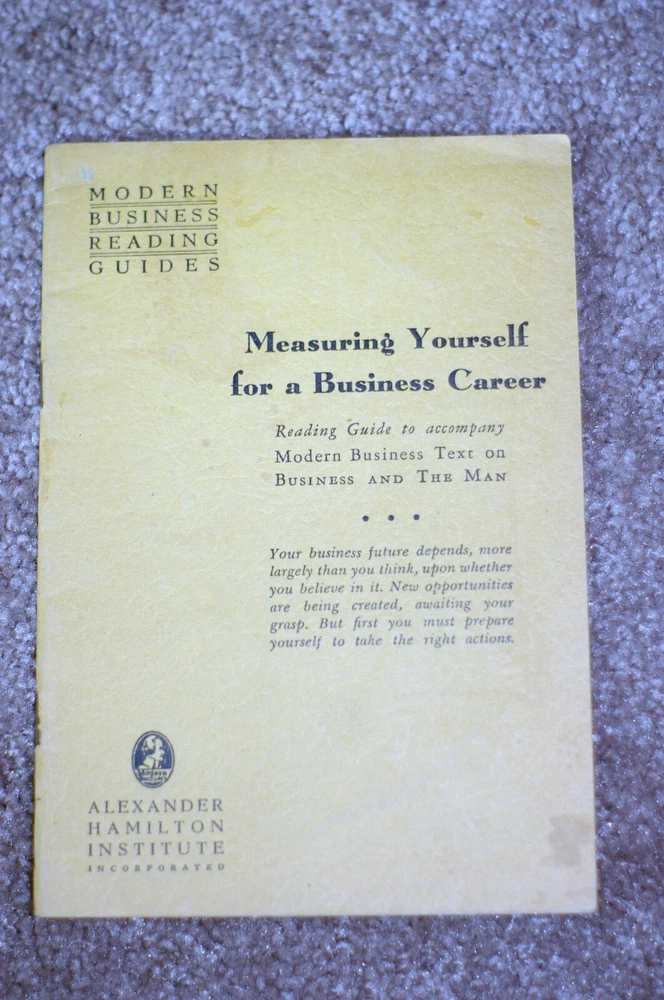 MODERN
BUSINESS
READING
GUIDES
Measuring Yourself
for a Business Career
Reading Guide to accompany
Modern Business Text on
BUSINESS AND THE MAN
• • •
Your business future depends, more
largely than you think, upon whether
you believe in it. New opportunities
are being created, awaiting your
grasp. But first you must prepare
yourself to take the right actions.
ALEXANDER
HAMILTON
INSTITUTE
INCORPORATED